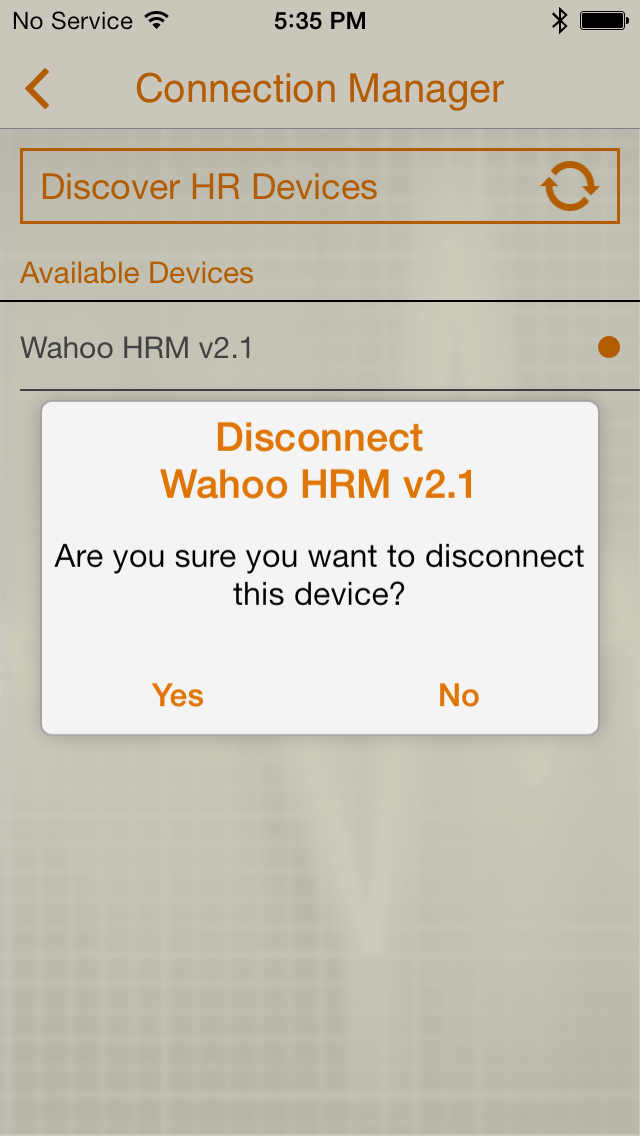 No Service 5:35 PM
Connection Manager
Discover HR Devices
Available Devices
Wahoo HRM v2.1
Disconnect
Wahoo HRM v2.1
Are you sure you want to disconnect
this device?
Yes No